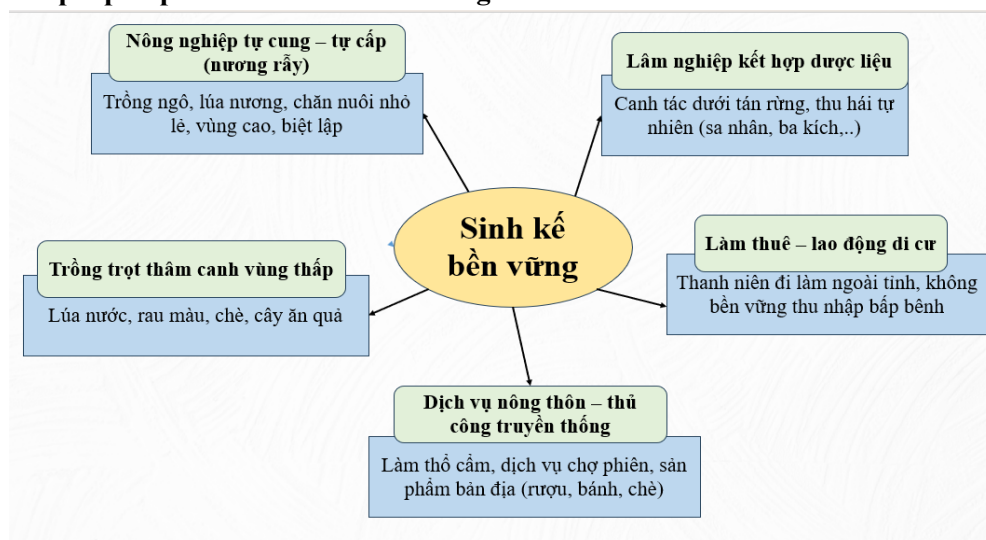 Nông nghiệp tự cung – tự cấp
(nương rẫy)
Trồng ngô, lúa nương, chăn nuôi nhỏ
lẻ, vùng cao, biệt lập
Lâm nghiệp kết hợp dược liệu
Canh tác dưới tán rừng, thu hái tự
nhiên (sa nhân, ba kích,..)
Sinh kế
bền vững
Trồng trọt thâm canh vùng thấp
Lúa nước, rau màu, chè, cây ăn quả
Làm thuê – lao động di cư
Thanh niên đi làm ngoài tỉnh, không
bền vững thu nhập bấp bênh
Dịch vụ nông thôn – thủ
công truyền thống
Làm thổ cẩm, dịch vụ chợ phiên, sản
phẩm bản địa (rượu, bánh, chè)